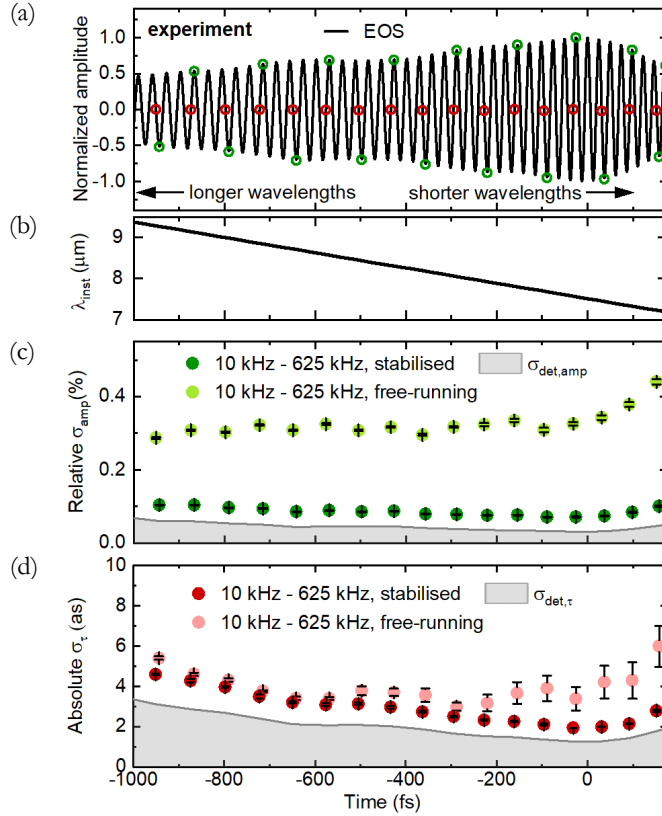 (a)
experiment
EOS
Normalized amplitude
1.0
0.5
0.0
-0.5
-1.0
longer wavelengths
shorter wavelengths
(b)
λinst (μm)
9
8
7
(c)
Relative σamp(%)
0.4
0.2
0.0
10 kHz - 625 kHz, stabilised
σdet,amp
10 kHz - 625 kHz, free-running
(d)
Absolute στ (as)
10
8
6
4
2
0
10 kHz - 625 kHz, stabilised
σdet,τ
10 kHz - 625 kHz, free-running
-1000 -800 -600 -400 -200 0
Time (fs)